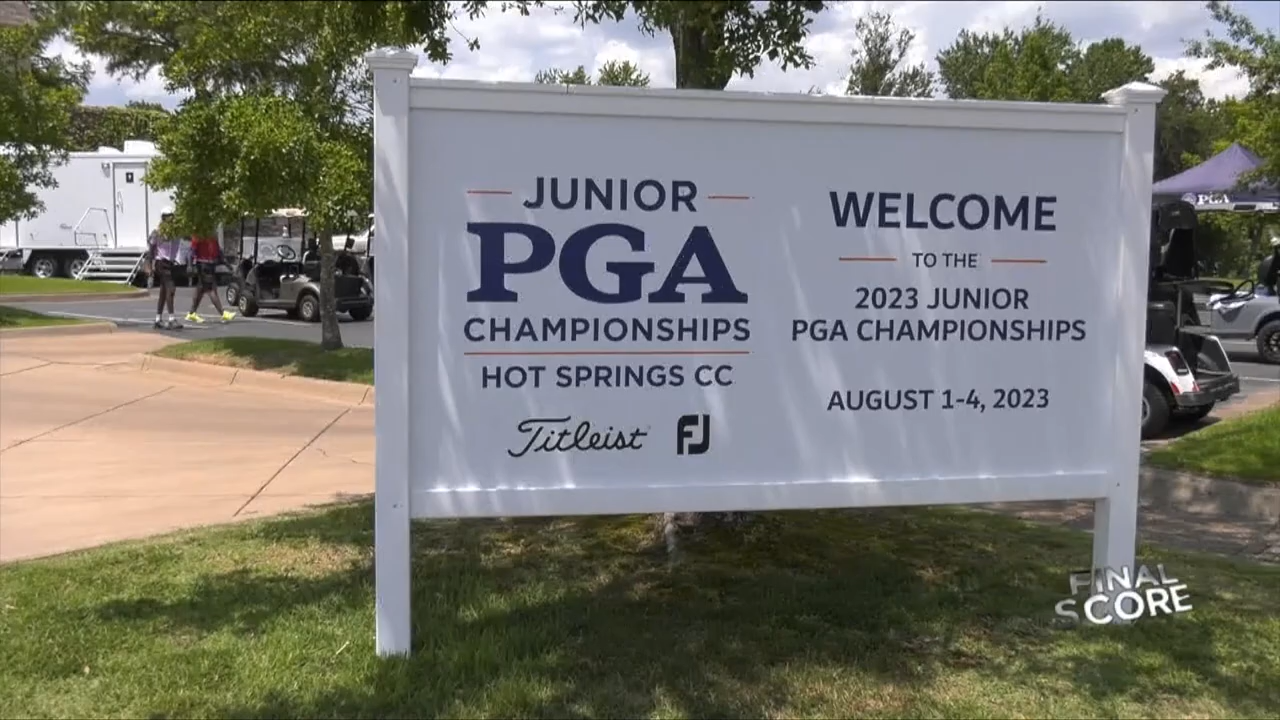 JUNIOR
PGA
CHAMPIONSHIPS
HOT SPRINGS CC
Titleist FJ
WELCOME
TO THE
2023 JUNIOR
PGA CHAMPIONSHIPS
AUGUST 1-4, 2023
PGA
FINAL
SCORE